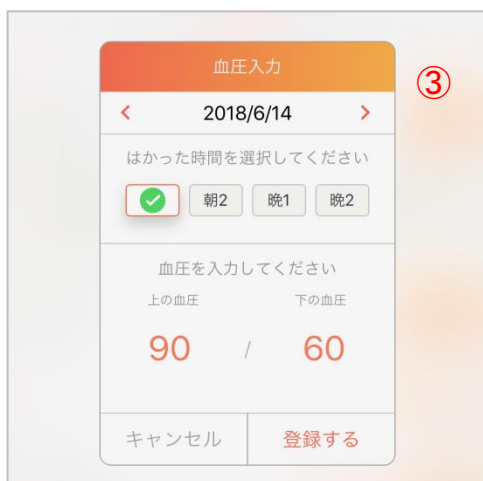 血圧入力
③
< 2018/6/14 >
はかった時間を選択してください
朝2 晩1 晩2
血圧を入力してください
上の血圧 下の血圧
90 / 60
キャンセル 登録する